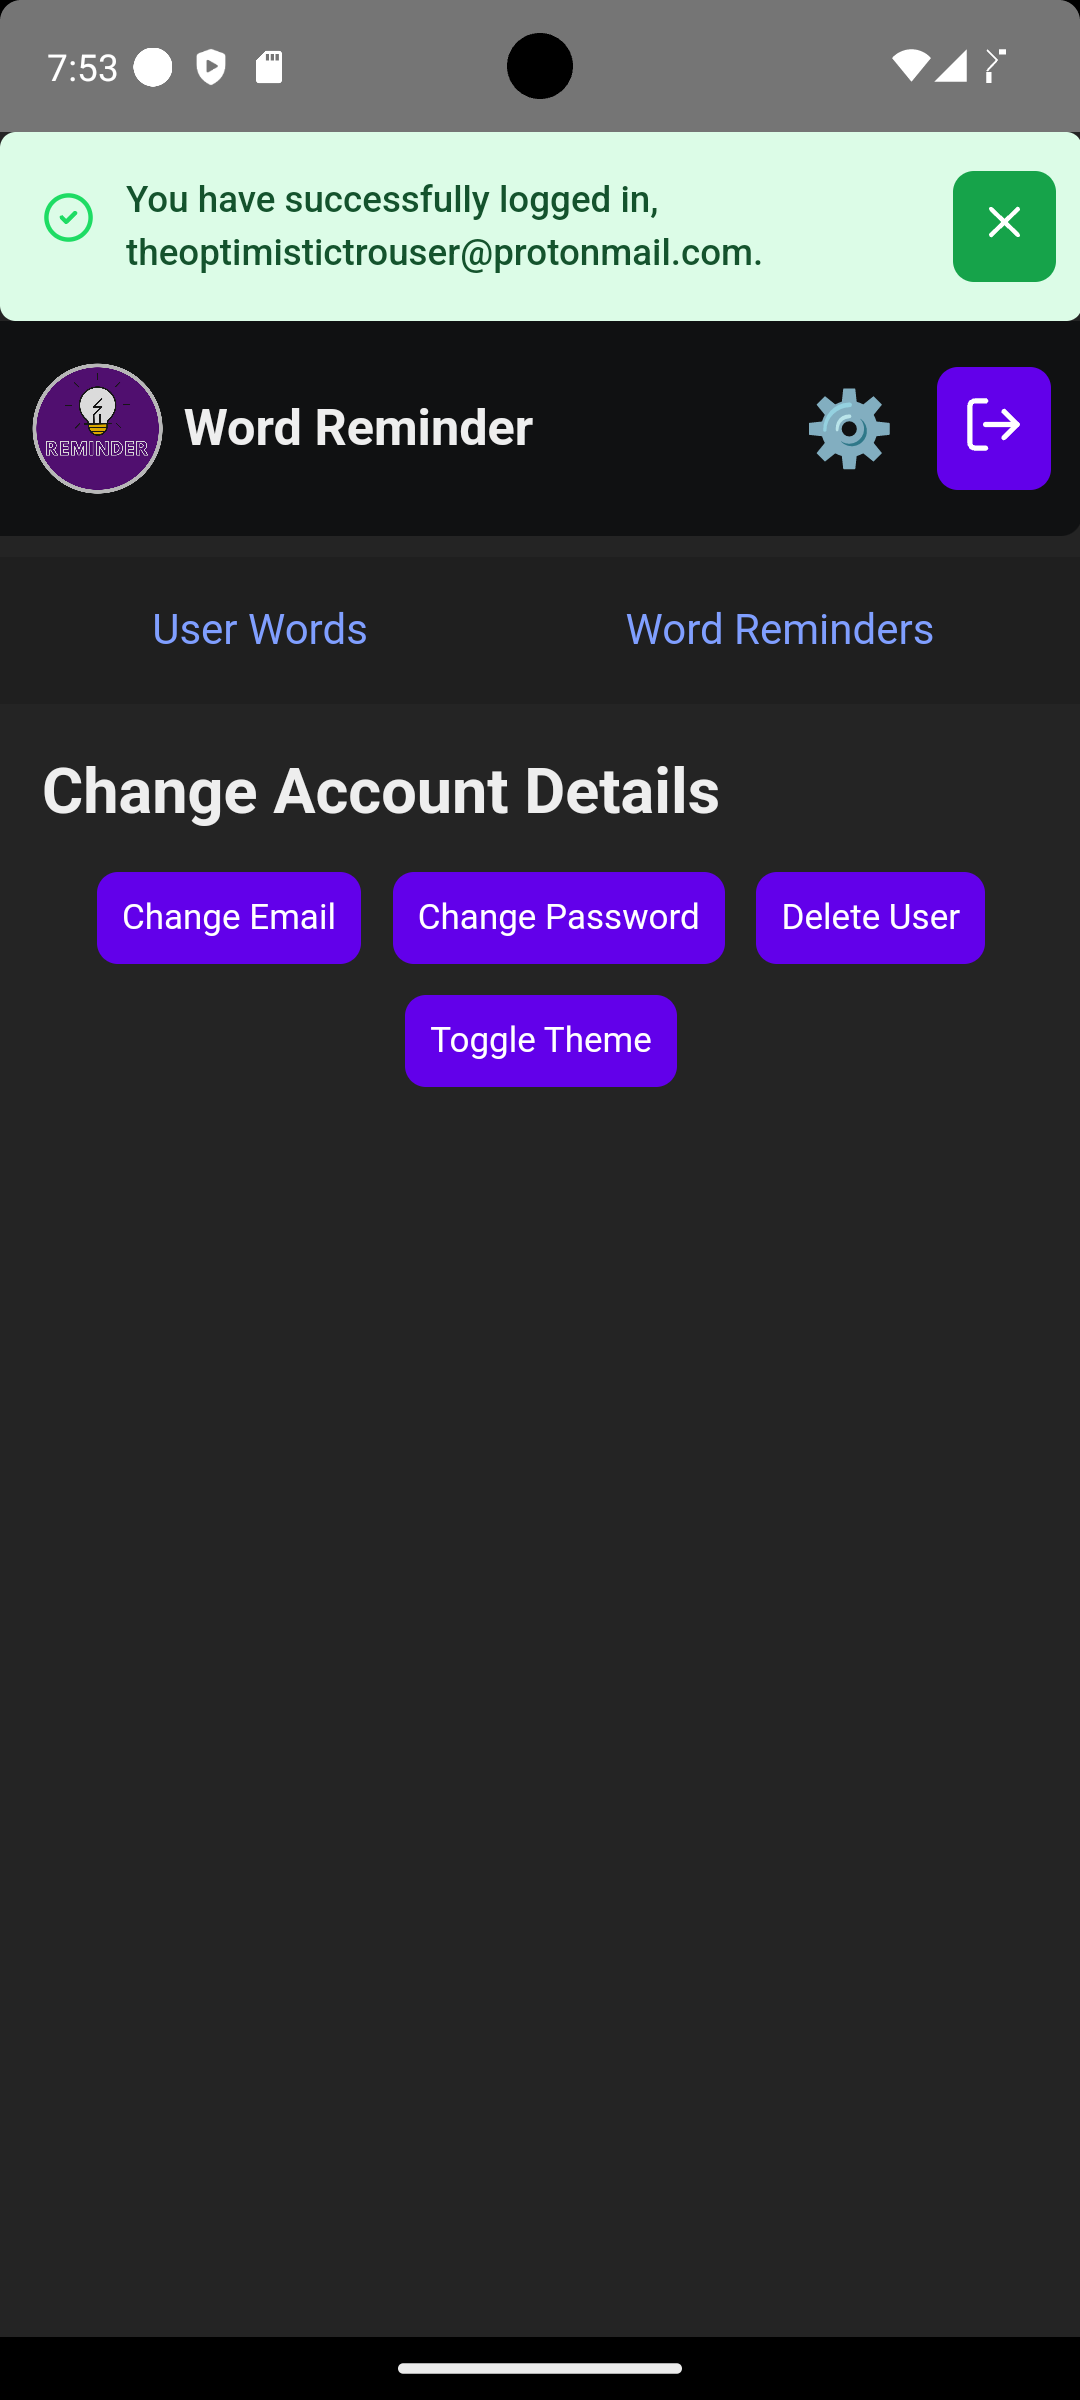 7:53
You have successfully logged in,
theoptimistictrouser@protonmail.com.
REMINDER
Word Reminder
User Words
Word Reminders
Change Account Details
Change Email
Change Password
Delete User
Toggle Theme